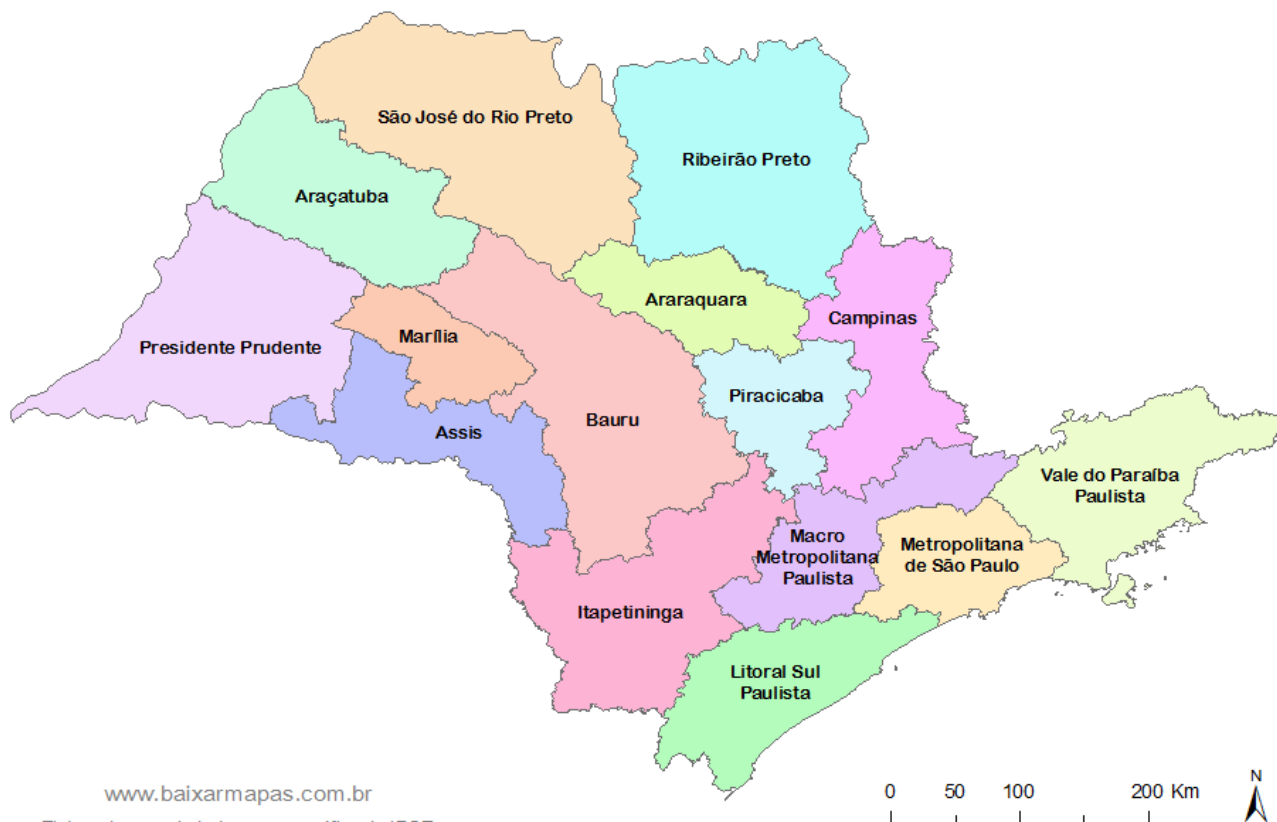 São José do Rio Preto
Ribeirão Preto
Araçatuba
Araraquara
Campinas
Marília
Presidente Prudente
Piracicaba
Bauru
Assis
Vale do Paraíba
Paulista
Macro
Metropolitana
Paulista
Metropolitana
de São Paulo
Itapetininga
Litoral Sul
Paulista
www.baixarmapas.com.br
0 50 100 200 Km
N